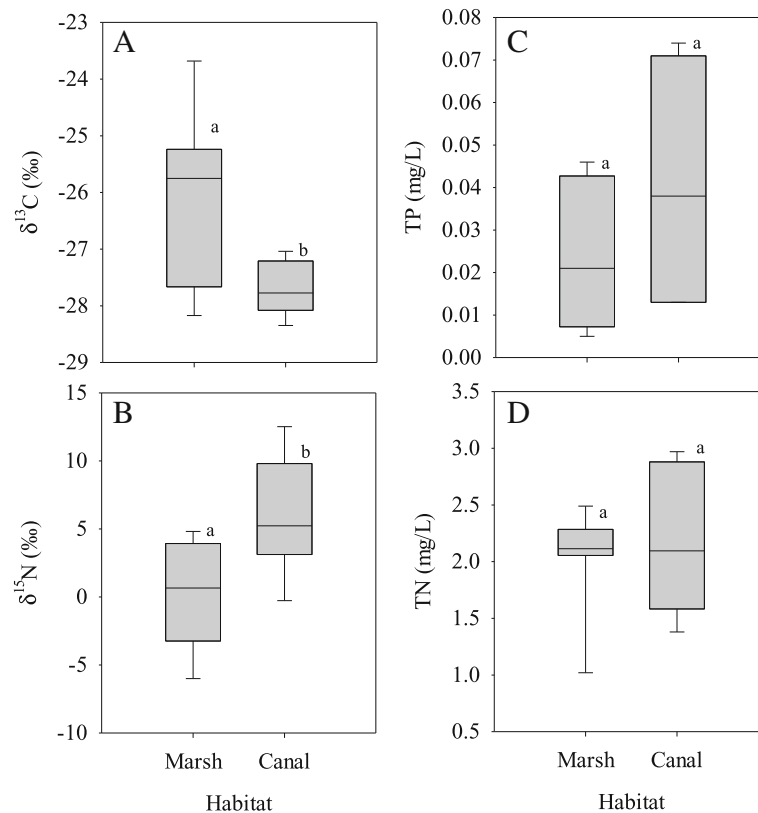 A
-23
-24
-25
-26
-27
-28
-29
δ13C (‰)
a
b
C
0.08
0.07
0.06
0.05
0.04
0.03
0.02
0.01
0.00
TP (mg/L)
a
a
B
15
10
5
0
-5
-10
δ15N (‰)
a
b
Marsh Canal
Habitat
D
3.5
3.0
2.5
2.0
1.5
1.0
0.5
TN (mg/L)
a
a
Marsh Canal
Habitat